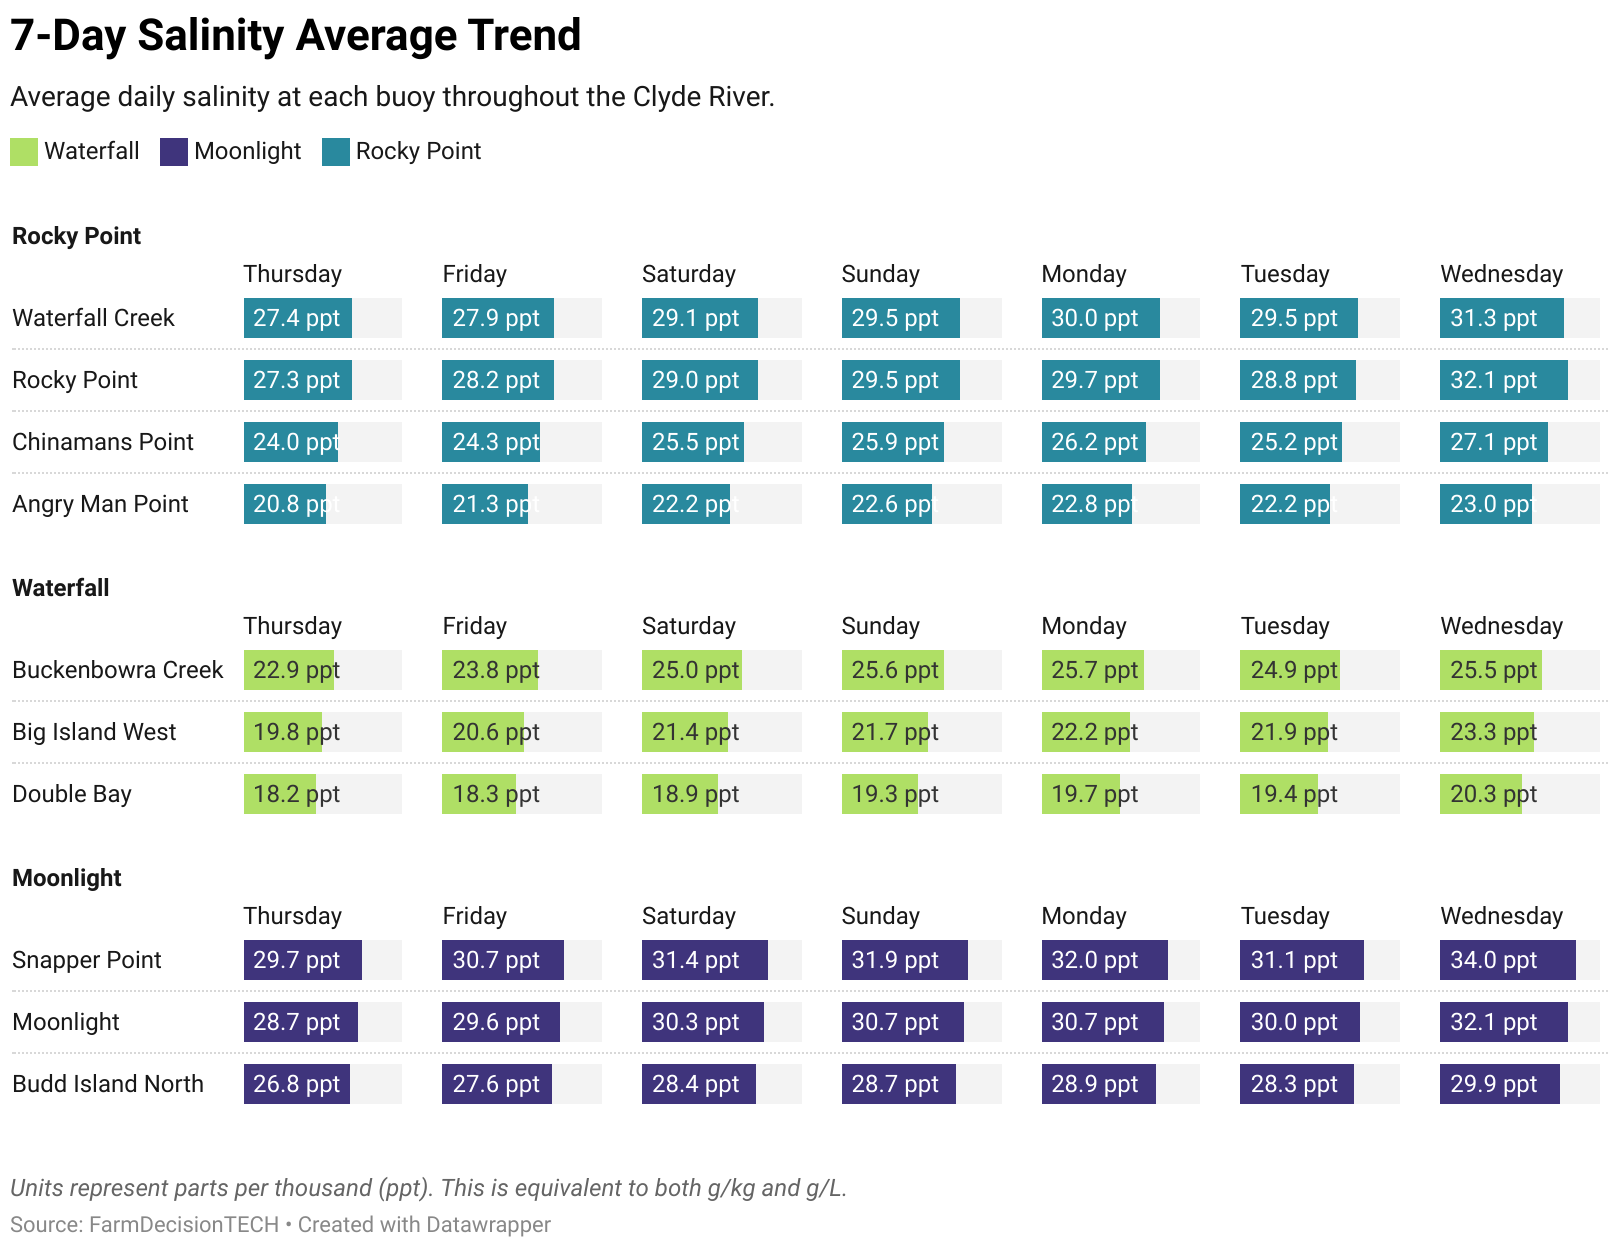 7-Day Salinity Average Trend
Average daily salinity at each buoy throughout the Clyde River.
Waterfall Moonlight Rocky Point
Rocky Point
Thursday Friday Saturday Sunday Monday Tuesday Wednesday
Waterfall Creek 27.4 ppt 27.9 ppt 29.1 ppt 29.5 ppt 30.0 ppt 29.5 ppt 31.3 ppt
Rocky Point 27.3 ppt 28.2 ppt 29.0 ppt 29.5 ppt 29.7 ppt 28.8 ppt 32.1 ppt
Chinamans Point 24.0 ppt 24.3 ppt 25.5 ppt 25.9 ppt 26.2 ppt 25.2 ppt 27.1 ppt
Angry Man Point 20.8 ppt 21.3 ppt 22.2 ppt 22.6 ppt 22.8 ppt 22.2 ppt 23.0 ppt
Waterfall
Thursday Friday Saturday Sunday Monday Tuesday Wednesday
Buckenbowra Creek 22.9 ppt 23.8 ppt 25.0 ppt 25.6 ppt 25.7 ppt 24.9 ppt 25.5 ppt
Big Island West 19.8 ppt 20.6 ppt 21.4 ppt 21.7 ppt 22.2 ppt 21.9 ppt 23.3 ppt
Double Bay 18.2 ppt 18.3 ppt 18.9 ppt 19.3 ppt 19.7 ppt 19.4 ppt 20.3 ppt
Moonlight
Thursday Friday Saturday Sunday Monday Tuesday Wednesday
Snapper Point 29.7 ppt 30.7 ppt 31.4 ppt 31.9 ppt 32.0 ppt 31.1 ppt 34.0 ppt
Moonlight 28.7 ppt 29.6 ppt 30.3 ppt 30.7 ppt 30.7 ppt 30.0 ppt 32.1 ppt
Budd Island North 26.8 ppt 27.6 ppt 28.4 ppt 28.7 ppt 28.9 ppt 28.3 ppt 29.9 ppt
Units represent parts per thousand (ppt). This is equivalent to both g/kg and g/L.
Source: FarmDecisionTECH • Created with Datawrapper